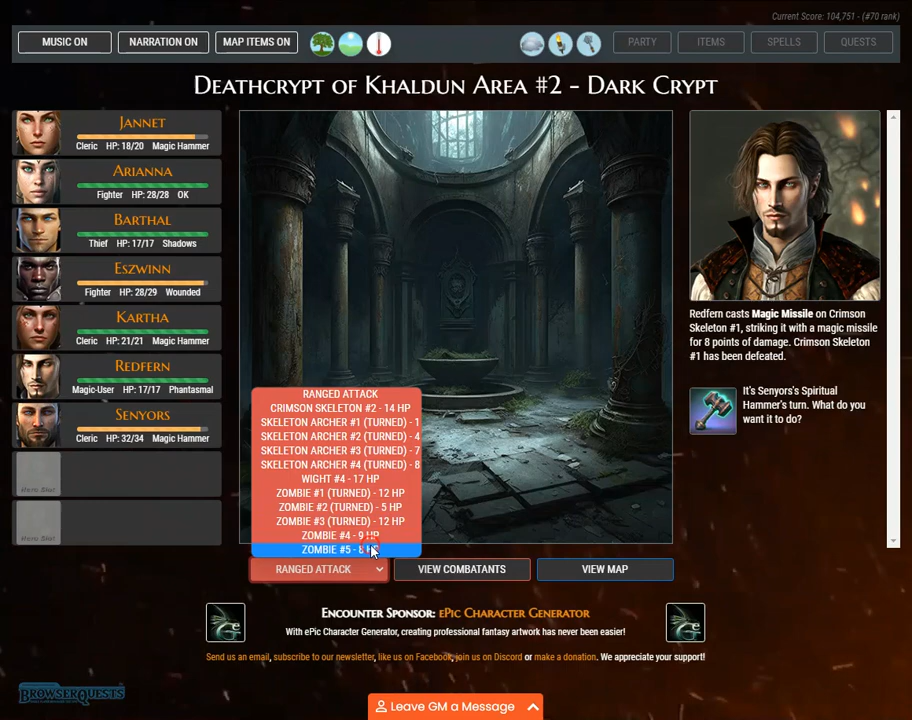 Current Score: 104,751 - (#70 rank)
MUSIC ON
NARRATION ON
MAP ITEMS ON
PARTY
ITEMS
SPELLS
QUESTS
Deathcrypt of Khaldun Area #2 - Dark Crypt
Jannet
Cleric HP: 18/20 Magic Hammer
Arianna
Fighter HP: 28/28 OK
Barthal
Thief HP: 17/17 Shadows
Eszwinn
Fighter HP: 28/29 Wounded
Kartha
Cleric HP: 21/21 Magic Hammer
Redfern
Magic-User HP: 17/17 Phantasmal
Senyors
Cleric HP: 32/34 Magic Hammer
Hero Slot
Hero Slot
RANGED ATTACK
CRIMSON SKELETON #2 - 14 HP
SKELETON ARCHER #1 (TURNED) - 1
SKELETON ARCHER #2 (TURNED) - 4
SKELETON ARCHER #3 (TURNED) - 7
SKELETON ARCHER #4 (TURNED) - 8
WIGHT #4 - 17 HP
ZOMBIE #1 (TURNED) - 12 HP
ZOMBIE #2 (TURNED) - 5 HP
ZOMBIE #3 (TURNED) - 12 HP
ZOMBIE #4 - 9 HP
ZOMBIE #5 - 8 HP
RANGED ATTACK
VIEW COMBATANTS
VIEW MAP
Redfern casts Magic Missile on Crimson
Skeleton #1, striking it with a magic missile
for 8 points of damage. Crimson Skeleton
#1 has been defeated.
It's Senyors's Spiritual
Hammer's turn. What do you
want it to do?
Encounter Sponsor: ePic Character Generator
With ePic Character Generator, creating professional fantasy artwork has never been easier!
Send us an email, subscribe to our newsletter, like us on Facebook, join us on Discord or make a donation. We appreciate your support!
BrowserQuests
Leave GM a Message